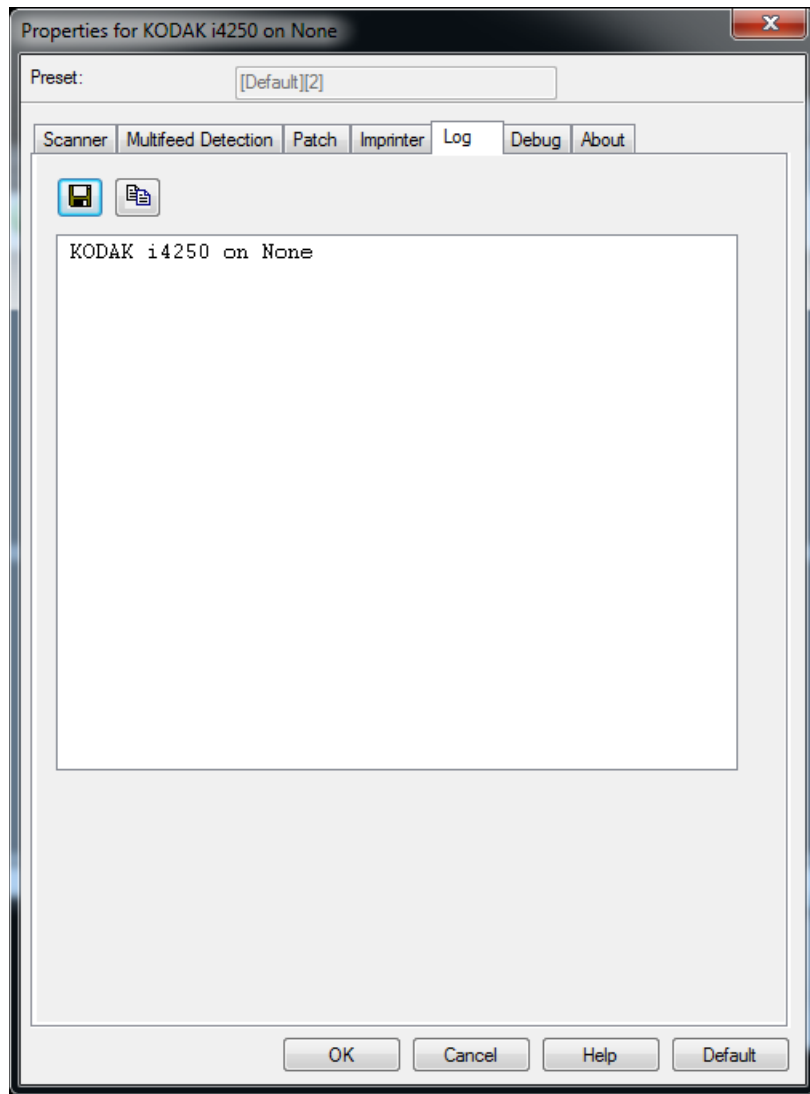 Properties for KODAK i4250 on None
Preset: [Default][2]
Scanner Multifeed Detection Patch Imprinter Log Debug About
KODAK i4250 on None
OK Cancel Help Default